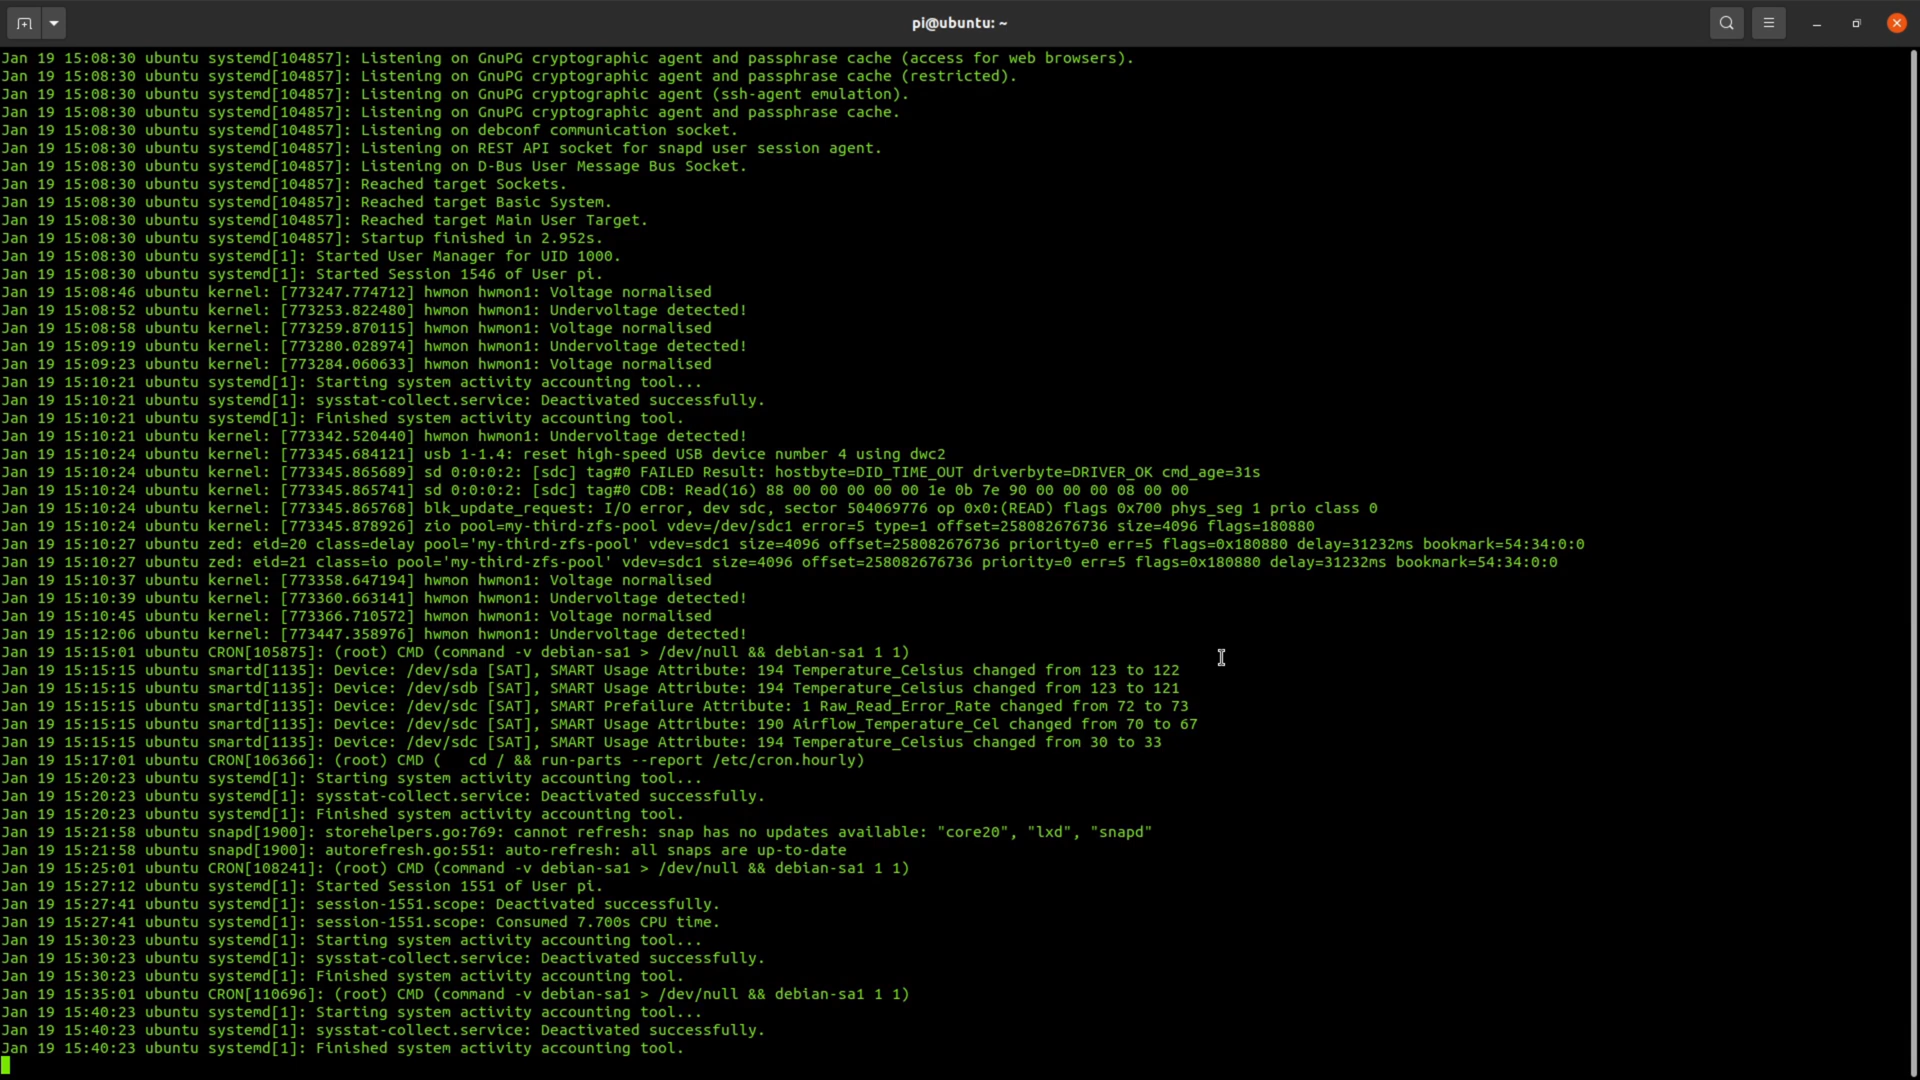 pi@ubuntu: ~
Jan 19 15:08:30 ubuntu systemd[104857]: Listening on GnuPG cryptographic agent and passphrase cache (access for web browsers).
Jan 19 15:08:30 ubuntu systemd[104857]: Listening on GnuPG cryptographic agent and passphrase cache (restricted).
Jan 19 15:08:30 ubuntu systemd[104857]: Listening on GnuPG cryptographic agent (ssh-agent emulation).
Jan 19 15:08:30 ubuntu systemd[104857]: Listening on GnuPG cryptographic agent and passphrase cache.
Jan 19 15:08:30 ubuntu systemd[104857]: Listening on debconf communication socket.
Jan 19 15:08:30 ubuntu systemd[104857]: Listening on REST API socket for snapd user session agent.
Jan 19 15:08:30 ubuntu systemd[104857]: Listening on D-Bus User Message Bus Socket.
Jan 19 15:08:30 ubuntu systemd[104857]: Reached target Sockets.
Jan 19 15:08:30 ubuntu systemd[104857]: Reached target Basic System.
Jan 19 15:08:30 ubuntu systemd[104857]: Reached target Main User Target.
Jan 19 15:08:30 ubuntu systemd[104857]: Startup finished in 2.952s.
Jan 19 15:08:30 ubuntu systemd[1]: Started User Manager for UID 1000.
Jan 19 15:08:30 ubuntu systemd[1]: Started Session 1546 of User pi.
Jan 19 15:08:46 ubuntu kernel: [773247.774712] hwmon hwmon1: Voltage normalised
Jan 19 15:08:52 ubuntu kernel: [773253.822480] hwmon hwmon1: Undervoltage detected!
Jan 19 15:08:58 ubuntu kernel: [773259.870115] hwmon hwmon1: Voltage normalised
Jan 19 15:09:19 ubuntu kernel: [773280.028974] hwmon hwmon1: Undervoltage detected!
Jan 19 15:09:23 ubuntu kernel: [773284.060633] hwmon hwmon1: Voltage normalised
Jan 19 15:10:21 ubuntu systemd[1]: Starting system activity accounting tool...
Jan 19 15:10:21 ubuntu systemd[1]: sysstat-collect.service: Deactivated successfully.
Jan 19 15:10:21 ubuntu systemd[1]: Finished system activity accounting tool.
Jan 19 15:10:21 ubuntu kernel: [773342.520440] hwmon hwmon1: Undervoltage detected!
Jan 19 15:10:24 ubuntu kernel: [773345.684121] usb 1-1.4: reset high-speed USB device number 4 using dwc2
Jan 19 15:10:24 ubuntu kernel: [773345.865689] sd 0:0:0:2: [sdc] tag#0 FAILED Result: hostbyte=DID_TIME_OUT driverbyte=DRIVER_OK cmd_age=31s
Jan 19 15:10:24 ubuntu kernel: [773345.865741] sd 0:0:0:2: [sdc] tag#0 CDB: Read(16) 88 00 00 00 00 00 1e 0b 7e 90 00 00 00 08 00 00
Jan 19 15:10:24 ubuntu kernel: [773345.865768] blk_update_request: I/O error, dev sdc, sector 504069776 op 0x0:(READ) flags 0x700 phys_seg 1 prio class 0
Jan 19 15:10:24 ubuntu kernel: [773345.878926] zio pool=my-third-zfs-pool vdev=/dev/sdc1 error=5 type=1 offset=258082676736 size=4096 flags=180880
Jan 19 15:10:27 ubuntu zed: eid=20 class=delay pool='my-third-zfs-pool' vdev=sdc1 size=4096 offset=258082676736 priority=0 err=5 flags=0x180880 delay=31232ms bookmark=54:34:0:0
Jan 19 15:10:27 ubuntu zed: eid=21 class=io pool='my-third-zfs-pool' vdev=sdc1 size=4096 offset=258082676736 priority=0 err=5 flags=0x180880 delay=31232ms bookmark=54:34:0:0
Jan 19 15:10:37 ubuntu kernel: [773358.647194] hwmon hwmon1: Voltage normalised
Jan 19 15:10:39 ubuntu kernel: [773360.663141] hwmon hwmon1: Undervoltage detected!
Jan 19 15:10:45 ubuntu kernel: [773366.710572] hwmon hwmon1: Voltage normalised
Jan 19 15:12:06 ubuntu kernel: [773447.358976] hwmon hwmon1: Undervoltage detected!
Jan 19 15:15:01 ubuntu CRON[105875]: (root) CMD (command -v debian-sa1 > /dev/null && debian-sa1 1 1)
Jan 19 15:15:15 ubuntu smartd[1135]: Device: /dev/sda [SAT], SMART Usage Attribute: 194 Temperature_Celsius changed from 123 to 122
Jan 19 15:15:15 ubuntu smartd[1135]: Device: /dev/sdb [SAT], SMART Usage Attribute: 194 Temperature_Celsius changed from 123 to 121
Jan 19 15:15:15 ubuntu smartd[1135]: Device: /dev/sdc [SAT], SMART Prefailure Attribute: 1 Raw_Read_Error_Rate changed from 72 to 73
Jan 19 15:15:15 ubuntu smartd[1135]: Device: /dev/sdc [SAT], SMART Usage Attribute: 190 Airflow_Temperature_Cel changed from 70 to 67
Jan 19 15:15:15 ubuntu smartd[1135]: Device: /dev/sdc [SAT], SMART Usage Attribute: 194 Temperature_Celsius changed from 30 to 33
Jan 19 15:17:01 ubuntu CRON[106366]: (root) CMD (   cd / && run-parts --report /etc/cron.hourly)
Jan 19 15:20:23 ubuntu systemd[1]: Starting system activity accounting tool...
Jan 19 15:20:23 ubuntu systemd[1]: sysstat-collect.service: Deactivated successfully.
Jan 19 15:20:23 ubuntu systemd[1]: Finished system activity accounting tool.
Jan 19 15:21:58 ubuntu snapd[1900]: storehelpers.go:769: cannot refresh: snap has no updates available: "core20", "lxd", "snapd"
Jan 19 15:21:58 ubuntu snapd[1900]: autorefresh.go:551: auto-refresh: all snaps are up-to-date
Jan 19 15:25:01 ubuntu CRON[108241]: (root) CMD (command -v debian-sa1 > /dev/null && debian-sa1 1 1)
Jan 19 15:27:12 ubuntu systemd[1]: Started Session 1551 of User pi.
Jan 19 15:27:41 ubuntu systemd[1]: session-1551.scope: Deactivated successfully.
Jan 19 15:27:41 ubuntu systemd[1]: session-1551.scope: Consumed 7.700s CPU time.
Jan 19 15:30:23 ubuntu systemd[1]: Starting system activity accounting tool...
Jan 19 15:30:23 ubuntu systemd[1]: sysstat-collect.service: Deactivated successfully.
Jan 19 15:30:23 ubuntu systemd[1]: Finished system activity accounting tool.
Jan 19 15:35:01 ubuntu CRON[110696]: (root) CMD (command -v debian-sa1 > /dev/null && debian-sa1 1 1)
Jan 19 15:40:23 ubuntu systemd[1]: Starting system activity accounting tool...
Jan 19 15:40:23 ubuntu systemd[1]: sysstat-collect.service: Deactivated successfully.
Jan 19 15:40:23 ubuntu systemd[1]: Finished system activity accounting tool.